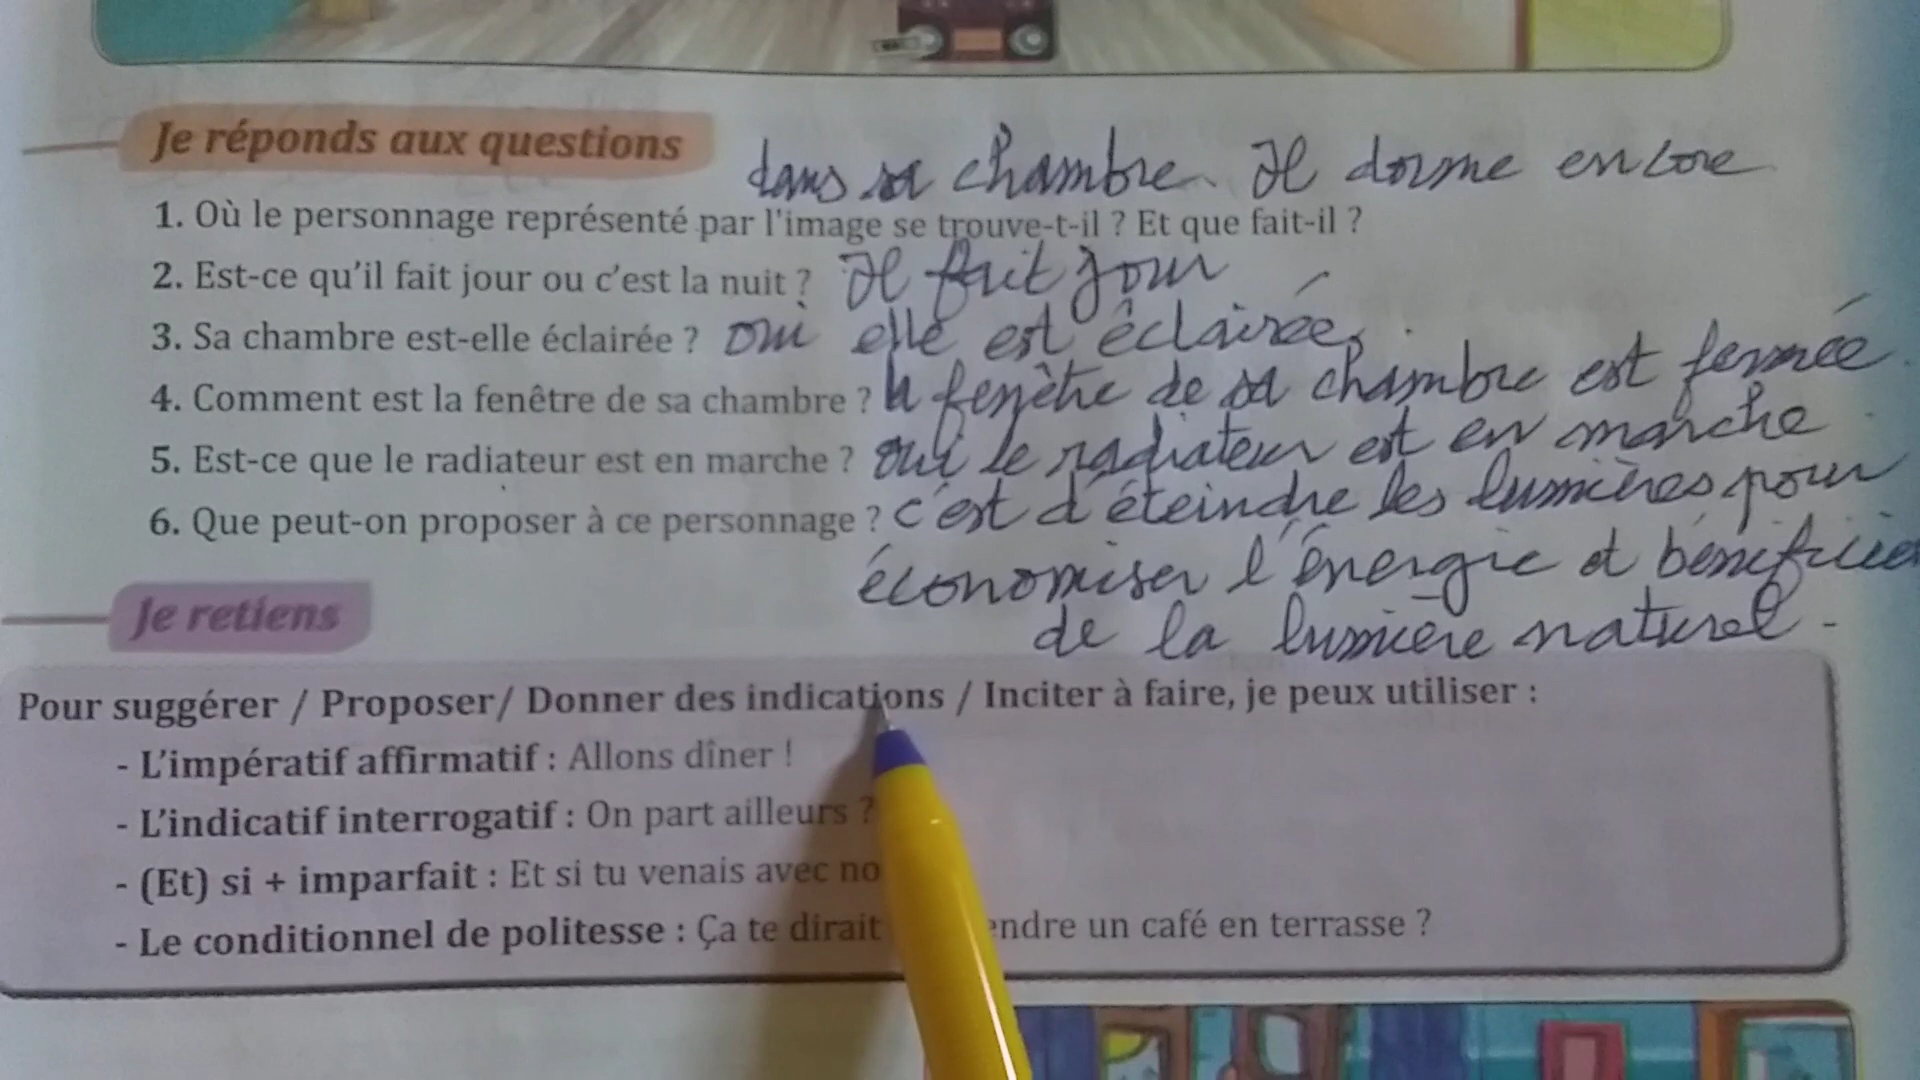 Je réponds aux questions
dans sa chambre. Il dorme encore
1. Où le personnage représenté par l'image se trouve-t-il ? Et que fait-il ?
2. Est-ce qu'il fait jour ou c'est la nuit ? Il fait jour
3. Sa chambre est-elle éclairée ? oui elle est éclairée.
4. Comment est la fenêtre de sa chambre ? la fenêtre de sa chambre est fermée.
5. Est-ce que le radiateur est en marche ? oui le radiateur est en marche
6. Que peut-on proposer à ce personnage ? c'est d'éteindre les lumières pour
économiser l'énergie et bénéficier
de la lumière naturel.
Je retiens
Pour suggérer / Proposer/ Donner des indications / Inciter à faire, je peux utiliser :
- L'impératif affirmatif : Allons dîner !
- L'indicatif interrogatif : On part ailleurs ?
- (Et) si + imparfait : Et si tu venais avec no
- Le conditionnel de politesse : Ça te dirait endre un café en terrasse ?